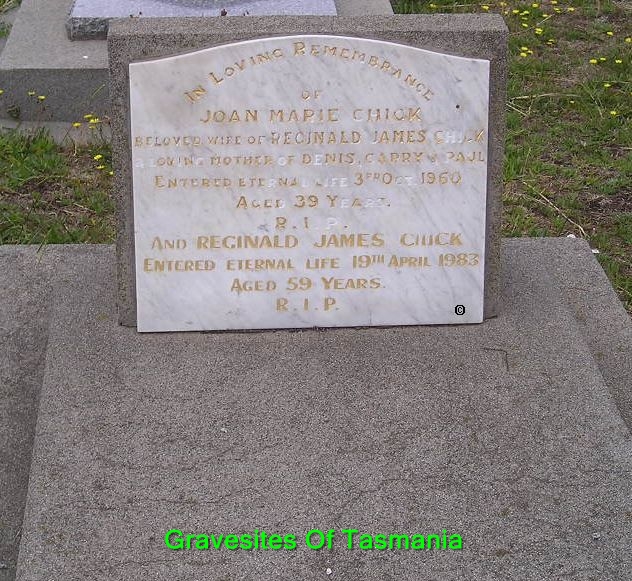 In Loving Remembrance
OF
JOAN MARIE CHICK
BELOVED WIFE OF REGINALD JAMES CHICK
& LOVING MOTHER OF DENIS, GARRY & PAUL
ENTERED ETERNAL LIFE 3RD OCT. 1960
AGED 39 YEARS.
R.I.P.
AND REGINALD JAMES CHICK
ENTERED ETERNAL LIFE 19TH APRIL 1983
AGED 59 YEARS.
R.I.P.
©
Gravesites Of Tasmania